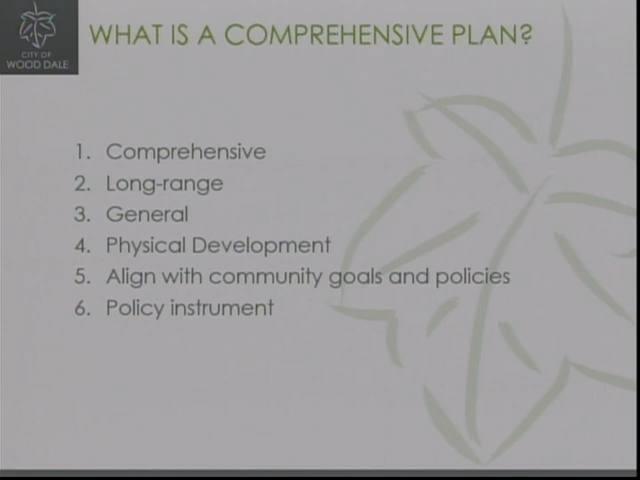 CITY OF
WOOD DALE
WHAT IS A COMPREHENSIVE PLAN?
1. Comprehensive
2. Long-range
3. General
4. Physical Development
5. Align with community goals and policies
6. Policy instrument